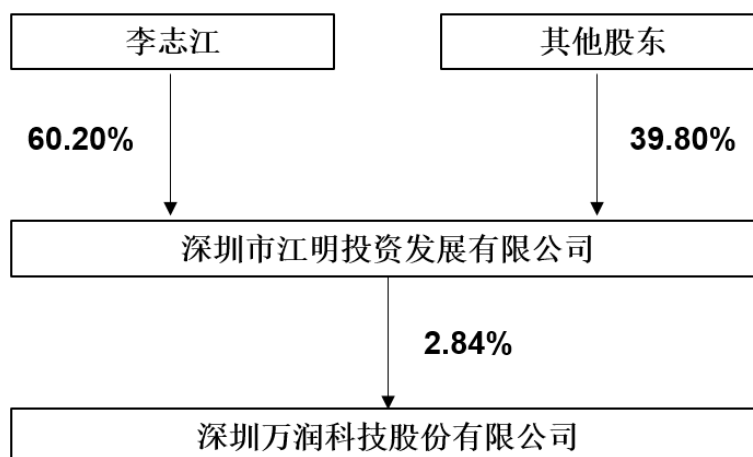 李志江
其他股东
60.20%
39.80%
深圳市江明投资发展有限公司
2.84%
深圳万润科技股份有限公司